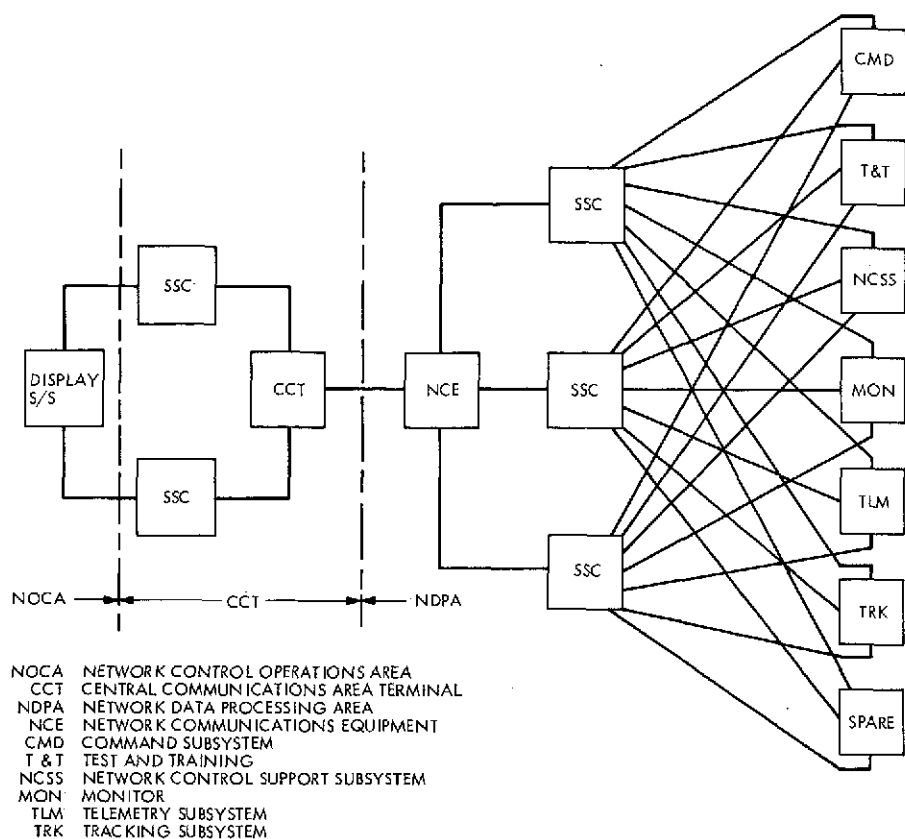 CMD
T&T
SSC
NCSS
SSC
DISPLAY
S/S
CCT
NCE
SSC
MON
SSC
TLM
SSC
NOCA
CCT
NDPA
TRK
SPARE
NOCA NETWORK CONTROL OPERATIONS AREA
CCT CENTRAL COMMUNICATIONS AREA TERMINAL
NDPA NETWORK DATA PROCESSING AREA
NCE NETWORK COMMUNICATIONS EQUIPMENT
CMD COMMAND SUBSYSTEM
T & T TEST AND TRAINING
NCSS NETWORK CONTROL SUPPORT SUBSYSTEM
MON MONITOR
TLM TELEMETRY SUBSYSTEM
TRK TRACKING SUBSYSTEM